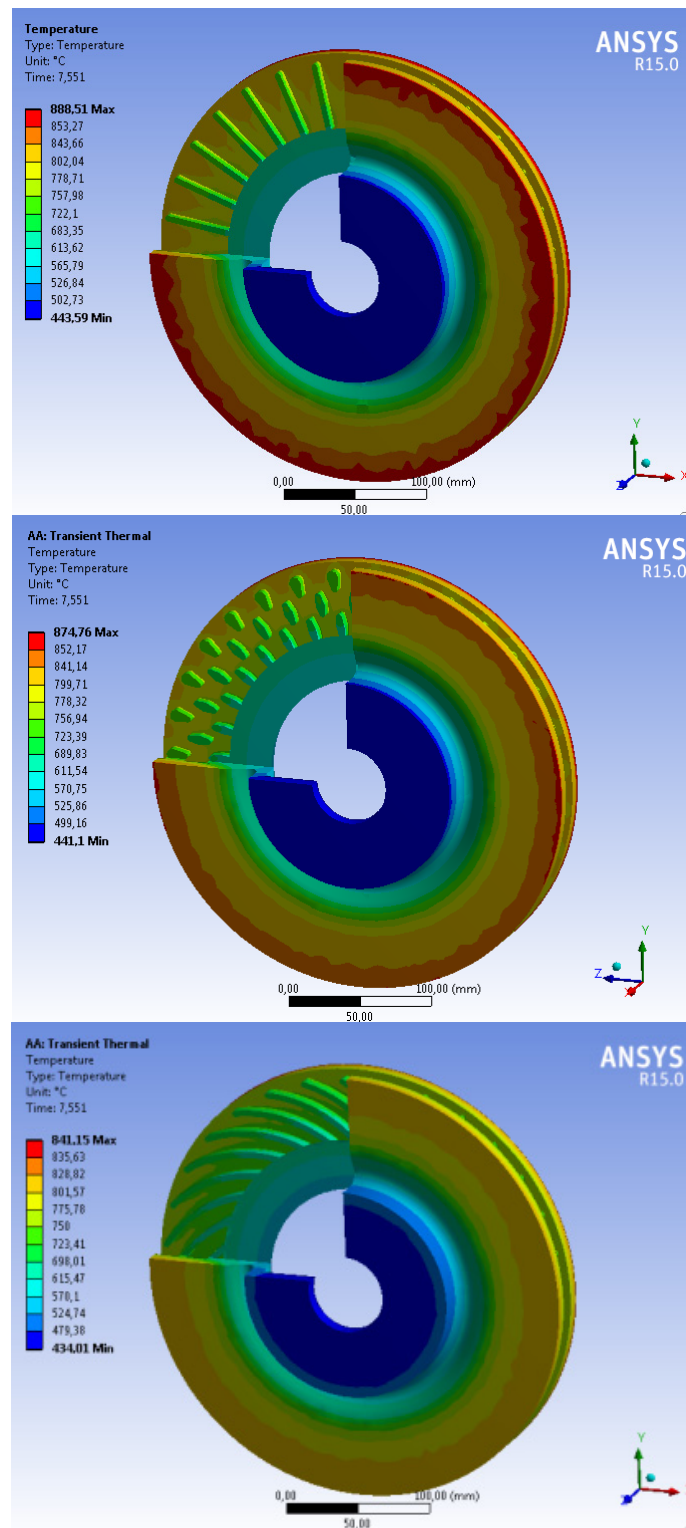 Temperature
Type: Temperature
Unit: °C
Time: 7,551
ANSYS
R15.0
888,51 Max
853,27
843,66
802,04
778,71
757,98
722,1
683,35
613,62
565,79
526,84
502,73
443,59 Min
Y
X
Z
0,00
100,00 (mm)
50,00
AA: Transient Thermal
Temperature
Type: Temperature
Unit: °C
Time: 7,551
ANSYS
R15.0
874,76 Max
852,17
841,14
799,71
778,32
756,94
723,39
689,83
611,54
570,75
525,86
499,16
441,1 Min
Y
Z
X
0,00
100,00 (mm)
50,00
AA: Transient Thermal
Temperature
Type: Temperature
Unit: °C
Time: 7,551
ANSYS
R15.0
841,15 Max
835,63
828,82
801,57
775,78
750
723,41
698,01
615,47
570,1
524,74
479,38
434,01 Min
Y
Z
0,00
100,00 (mm)
50,00